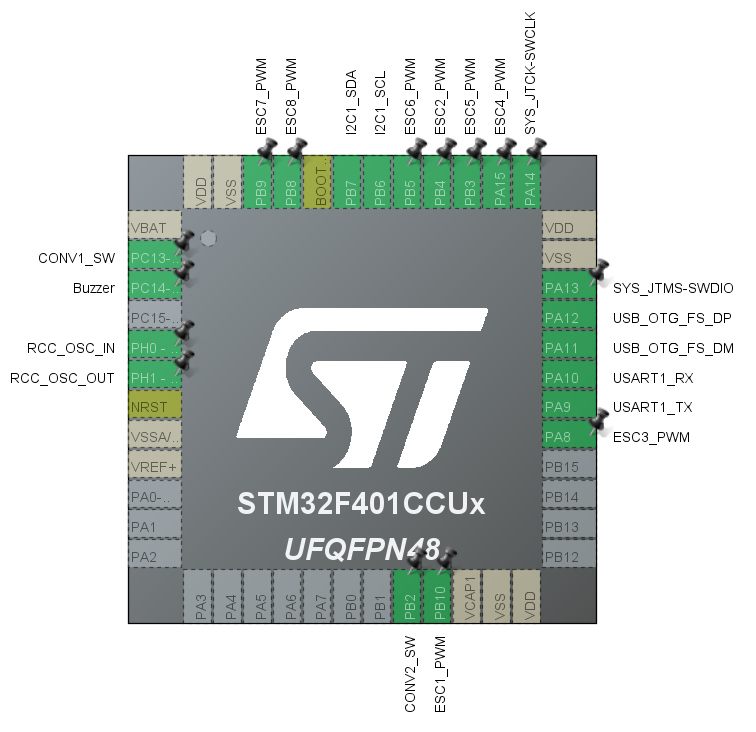 ESC7_PWM
ESC8_PWM
I2C1_SDA
I2C1_SCL
ESC6_PWM
ESC2_PWM
ESC5_PWM
ESC4_PWM
SYS_JTCK-SWCLK
VDD
VSS
PB9
PB8
BOOT..
PB7
PB6
PB5
PB4
PB3
PA15
PA14
VBAT
CONV1_SW PC13-..
Buzzer PC14-..
PC15-..
RCC_OSC_IN PH0 - ..
RCC_OSC_OUT PH1 - ..
NRST
VSSA/..
VREF+
PA0-..
PA1
PA2
VDD
VSS
PA13 SYS_JTMS-SWDIO
PA12 USB_OTG_FS_DP
PA11 USB_OTG_FS_DM
PA10 USART1_RX
PA9 USART1_TX
PA8 ESC3_PWM
PB15
PB14
PB13
PB12
ST
STM32F401CCUx
UFQFPN48
PA3
PA4
PA5
PA6
PA7
PB0
PB1
PB2
PB10
VCAP1
VSS
VDD
CONV2_SW
ESC1_PWM